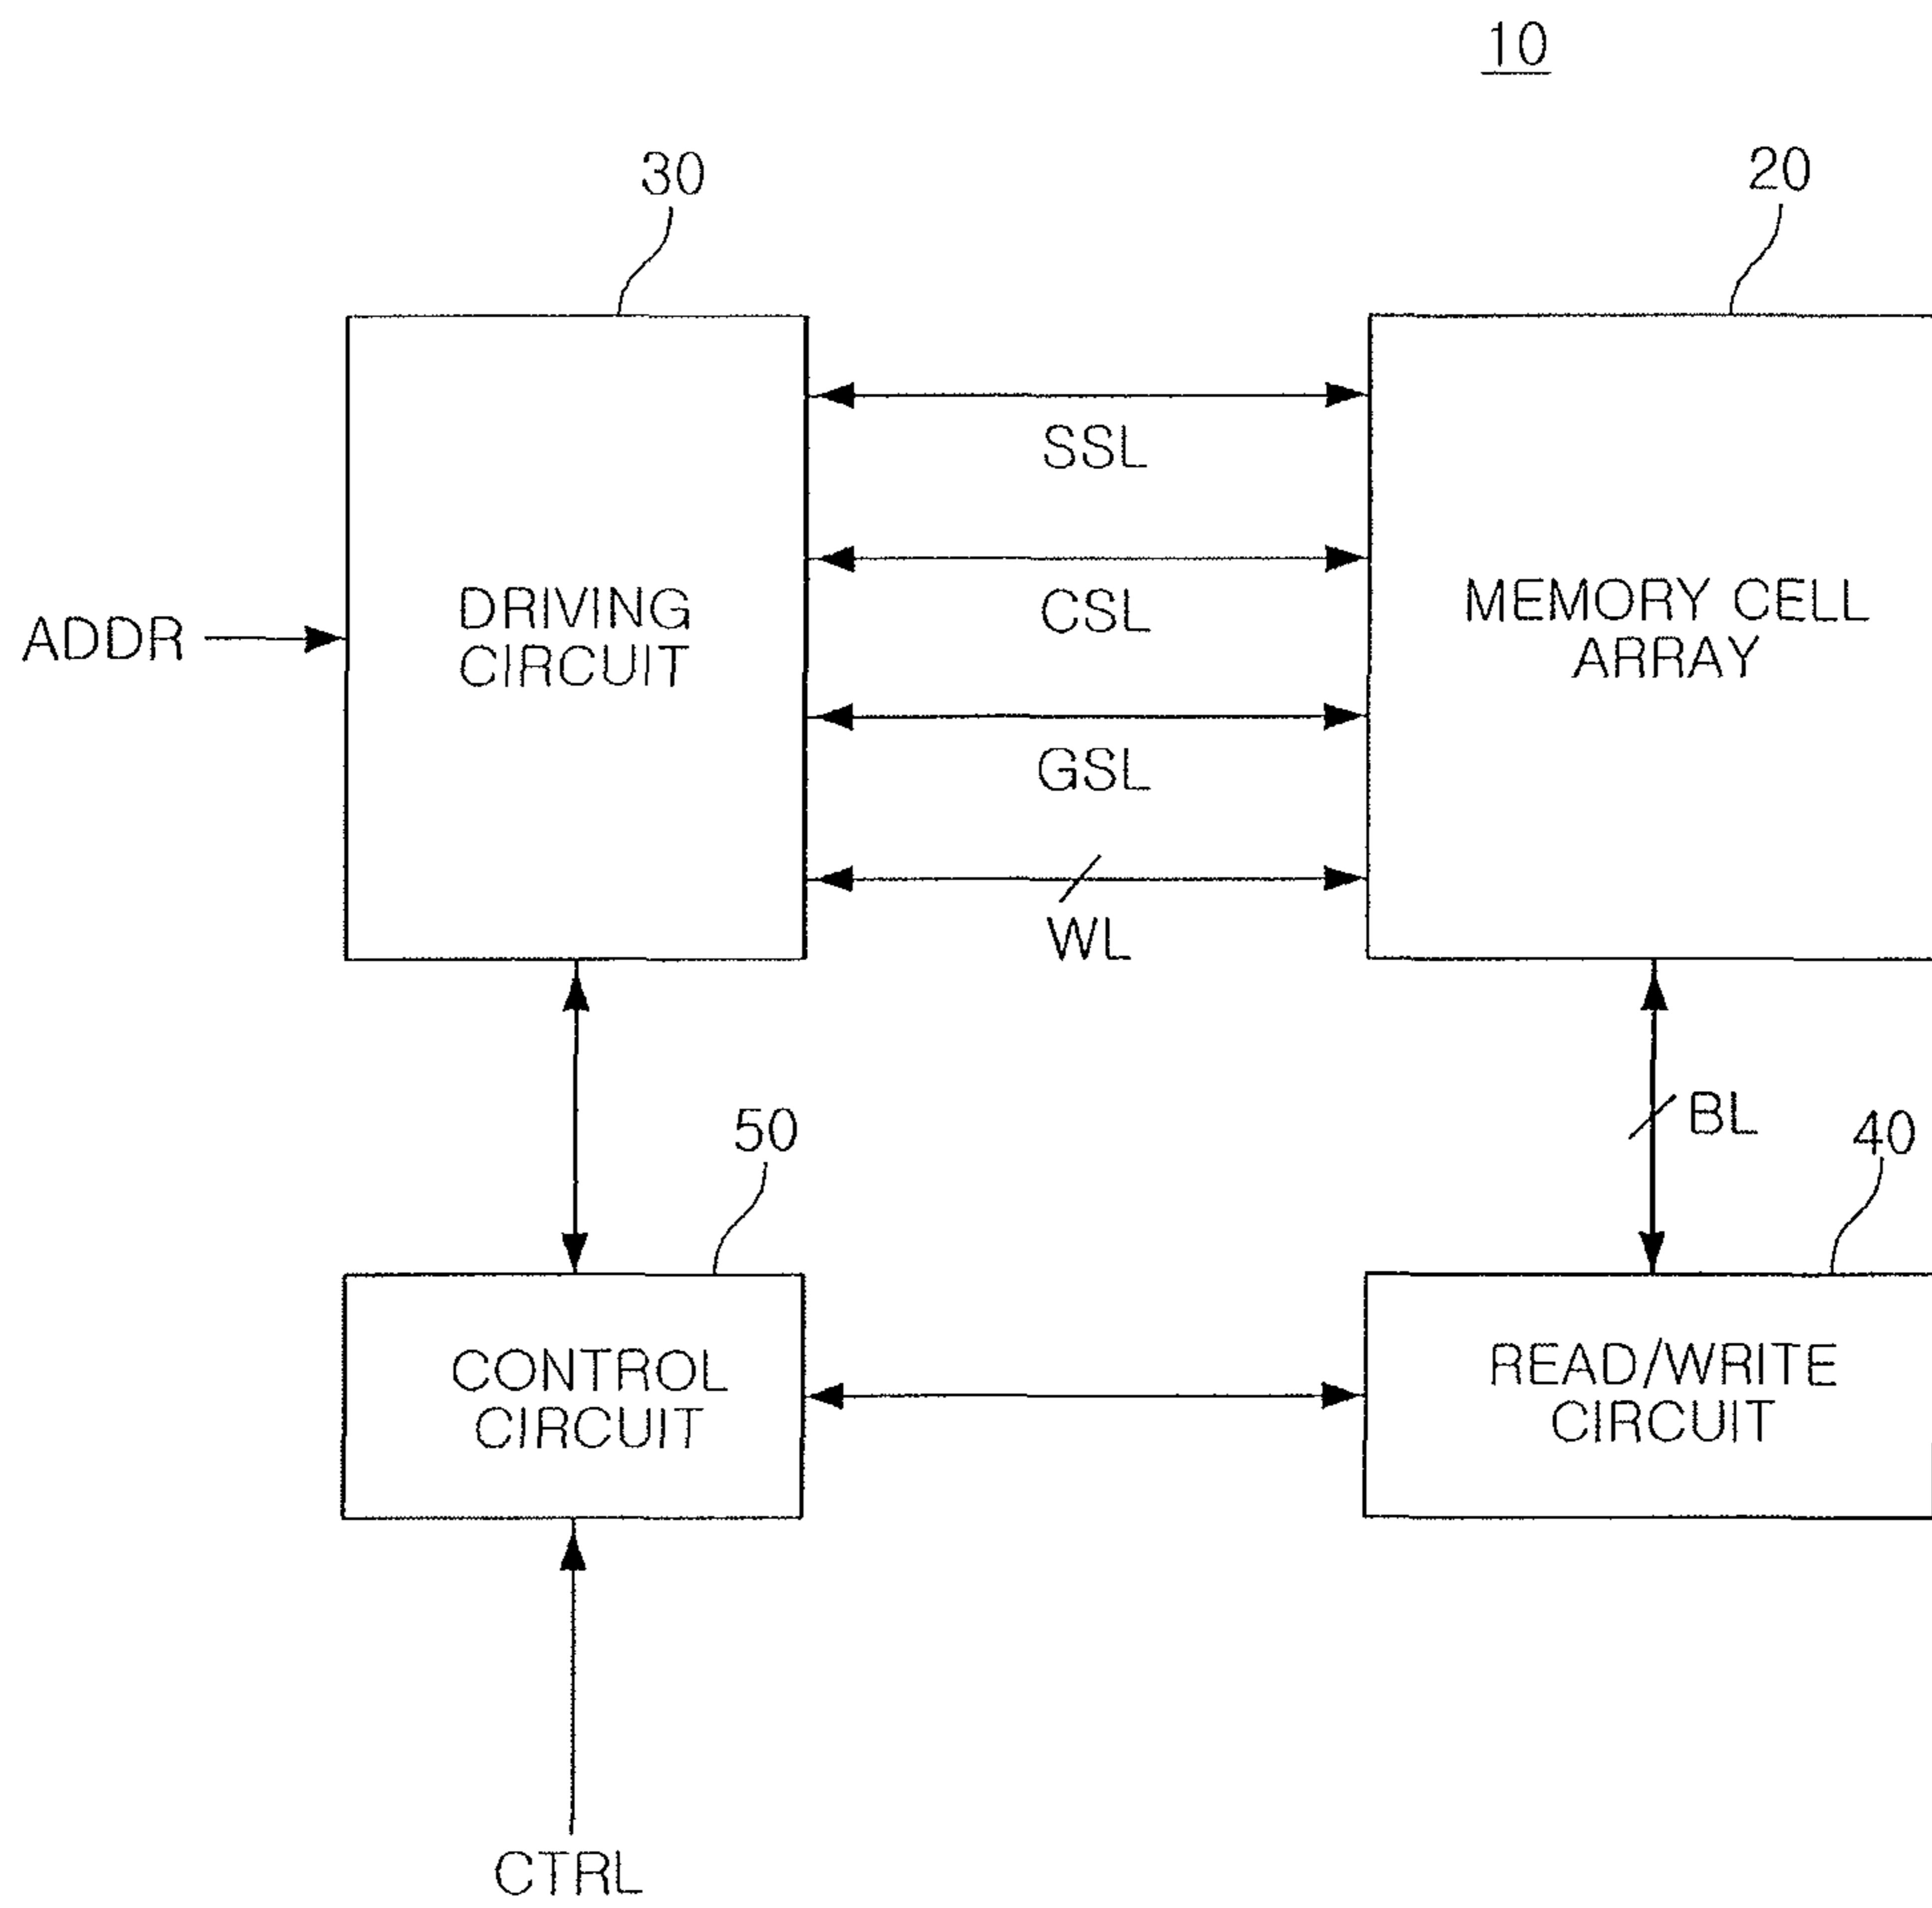 10
30
20
SSL
DRIVING
CIRCUIT
CSL
MEMORY CELL
ARRAY
ADDR
GSL
WL
50
BL
40
CONTROL
CIRCUIT
READ/WRITE
CIRCUIT
CTRL